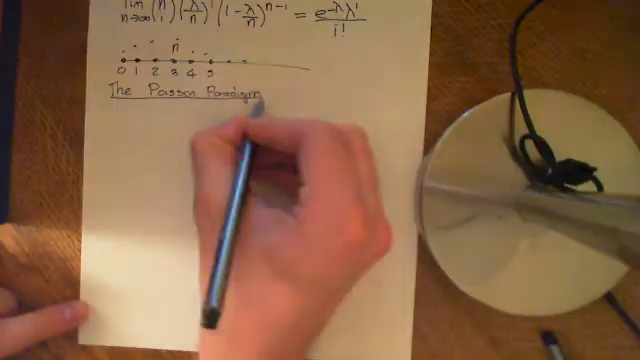 lim n→∞ (n i) (λ/n)^i (1 - λ/n)^{n-i} = e^{-λ}λ^i / i!
n
0 1 2 3 4 5
The Poisson Paradigm